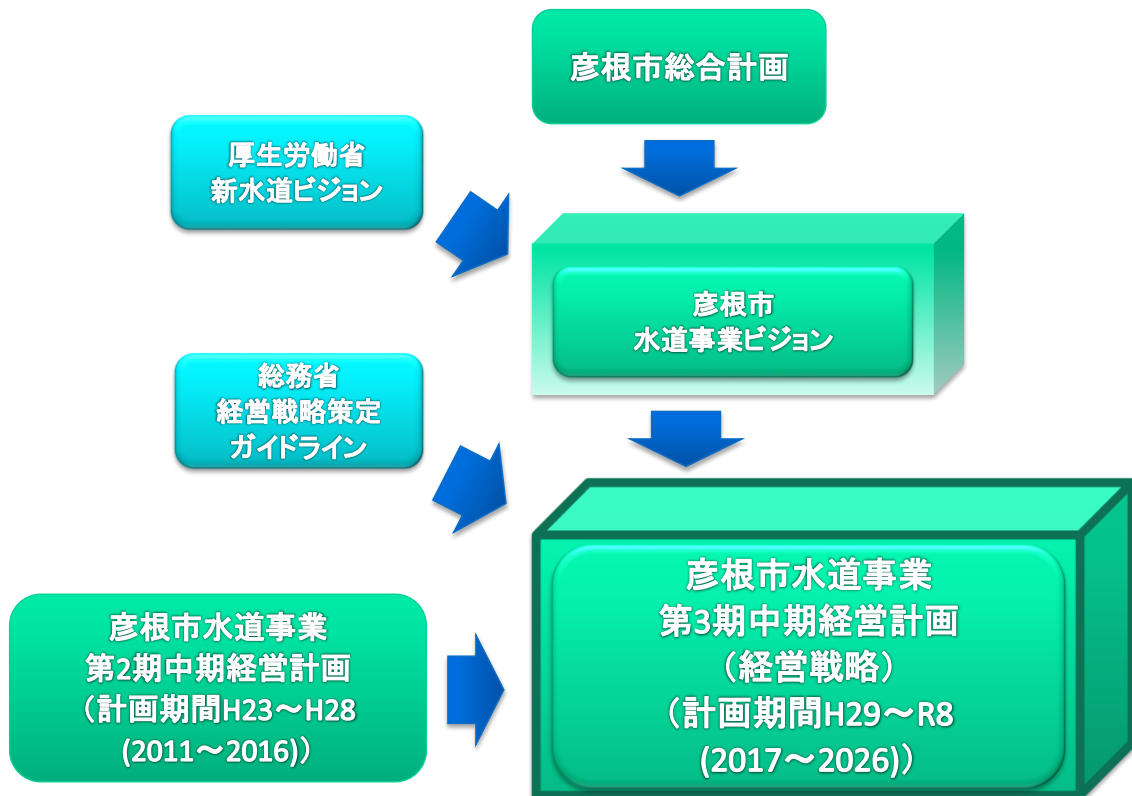 彦根市総合計画
厚生労働省
新水道ビジョン
彦根市
水道事業ビジョン
総務省
経営戦略策定
ガイドライン
彦根市水道事業
第2期中期経営計画
（計画期間H23～H28
(2011～2016)）
彦根市水道事業
第3期中期経営計画
（経営戦略）
（計画期間H29～R8
(2017～2026)）